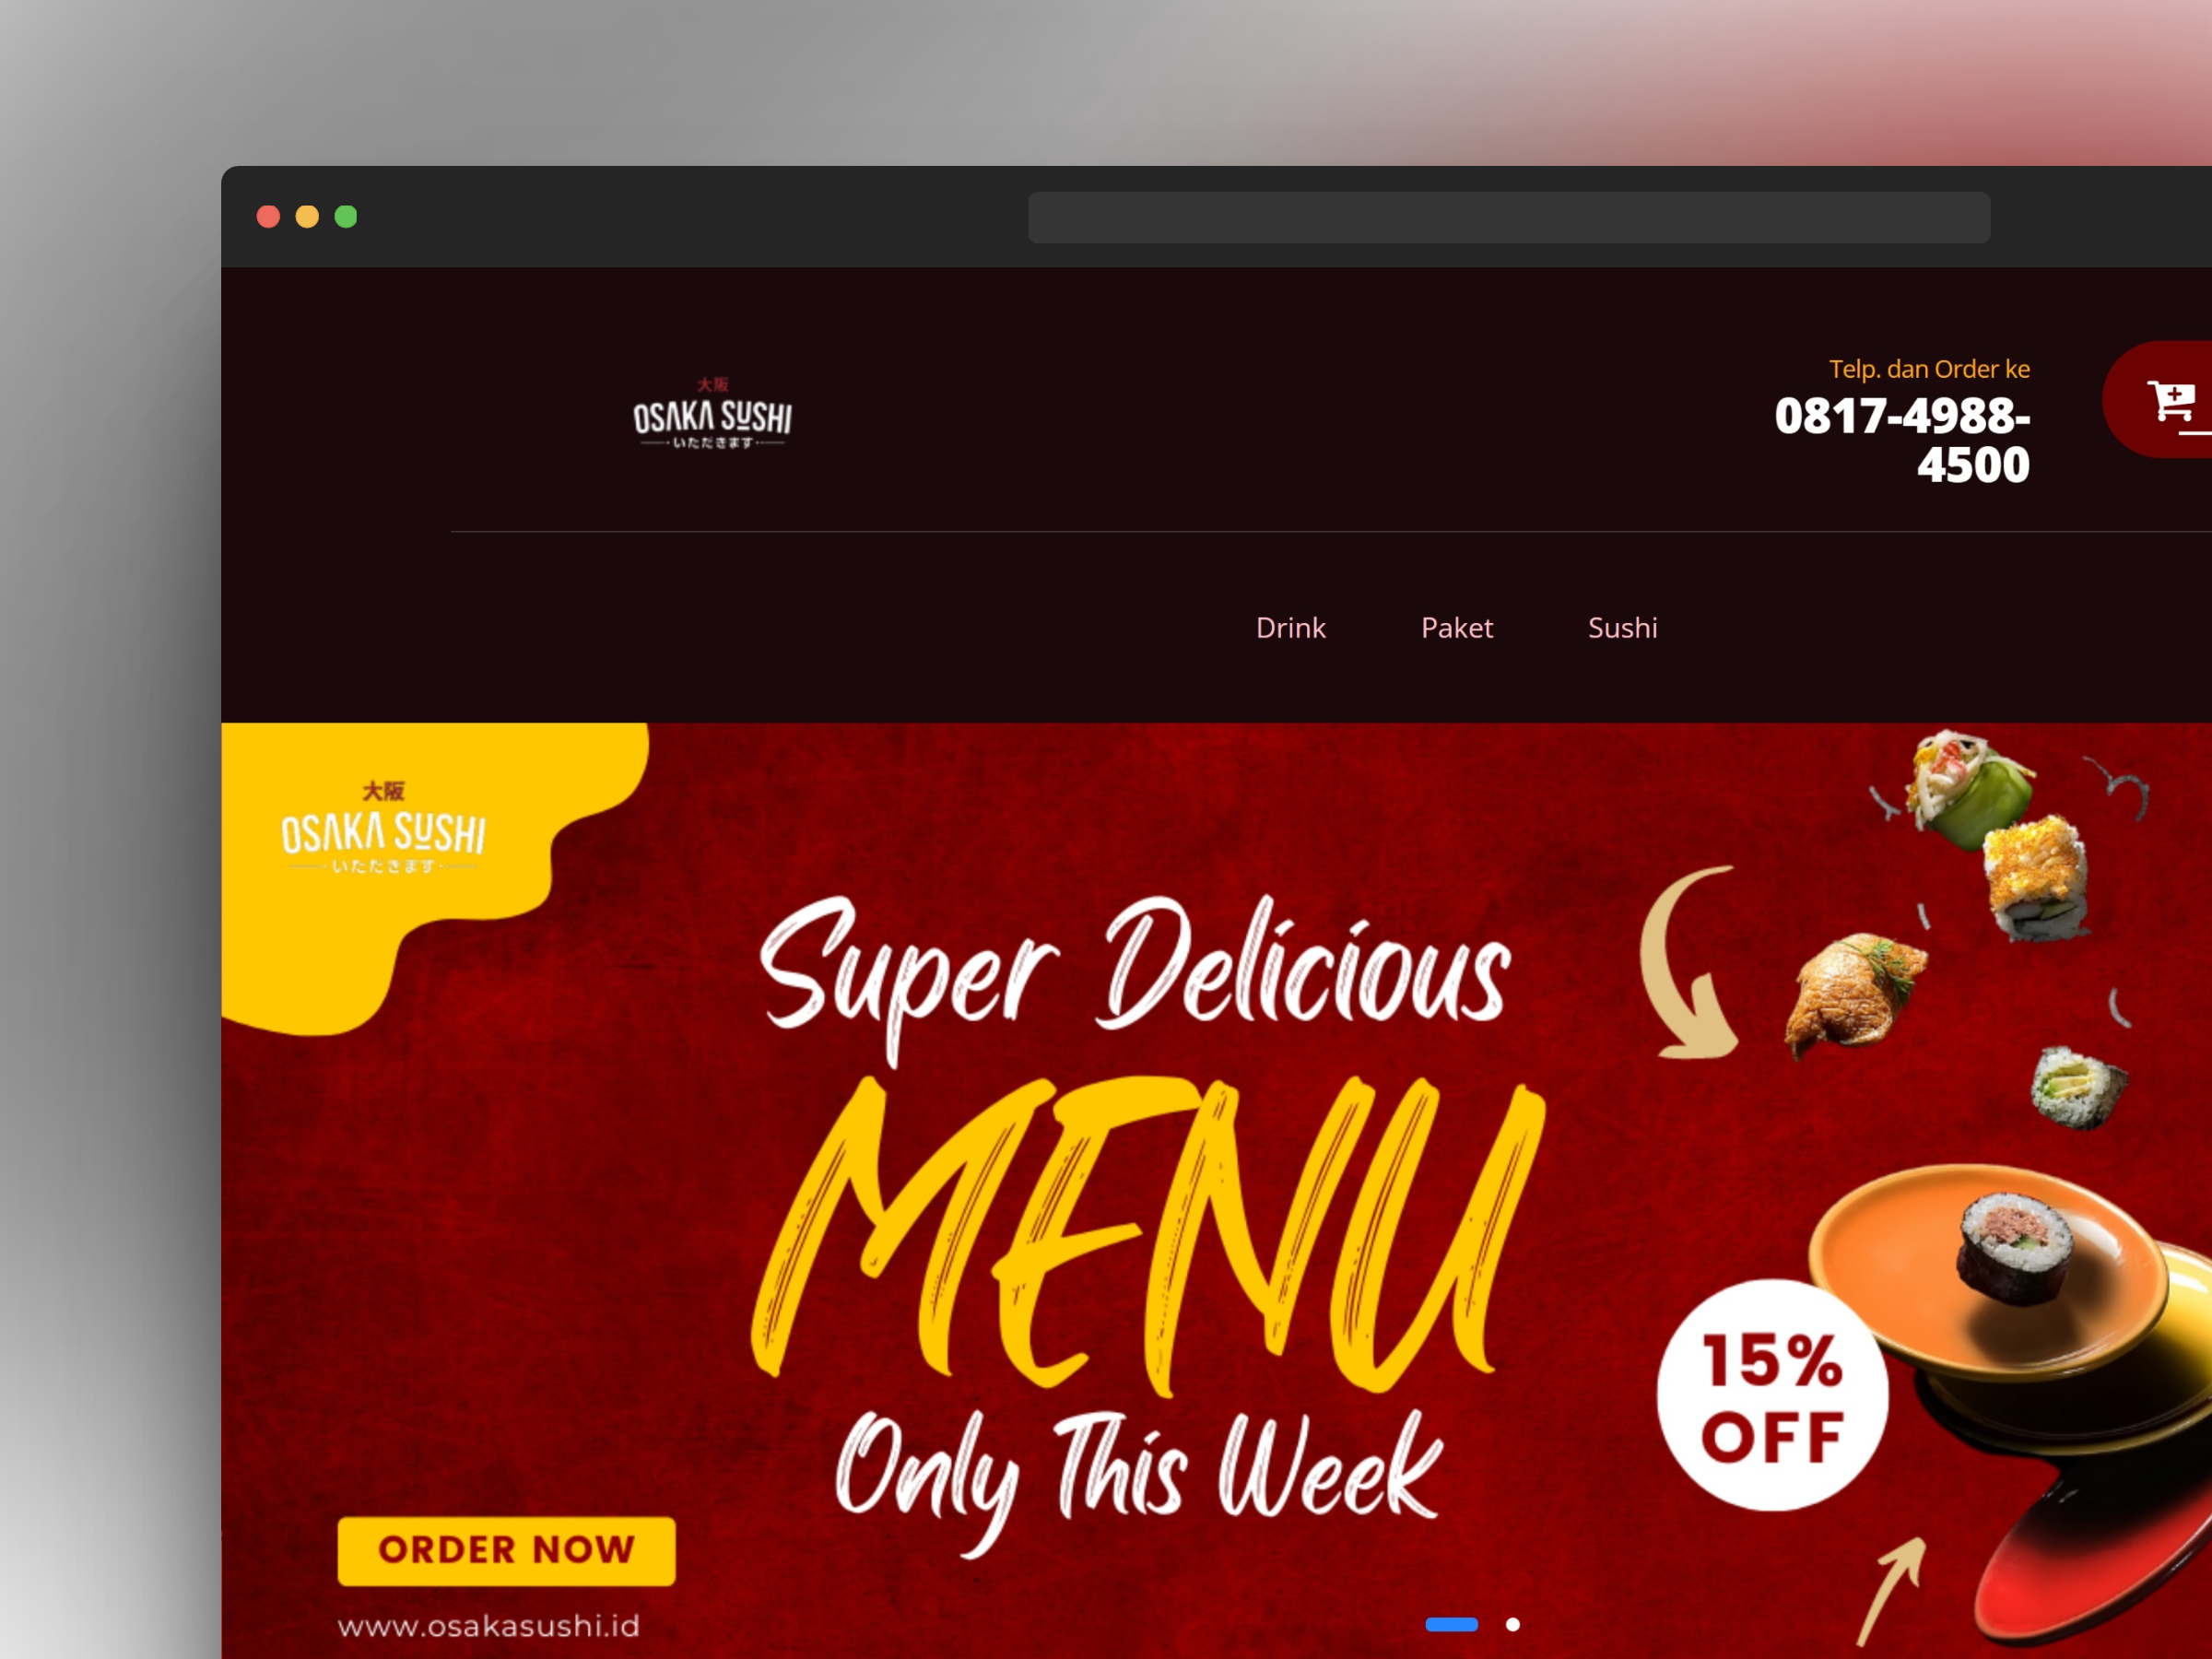 大阪
OSAKA SUSHI
いただきます
Telp. dan Order ke
0817-4988-
4500
Drink
Paket
Sushi
大阪
OSAKA SUSHI
いただきます
Super Delicious
MENU
Only This Week
15%
OFF
ORDER NOW
www.osakasushi.id